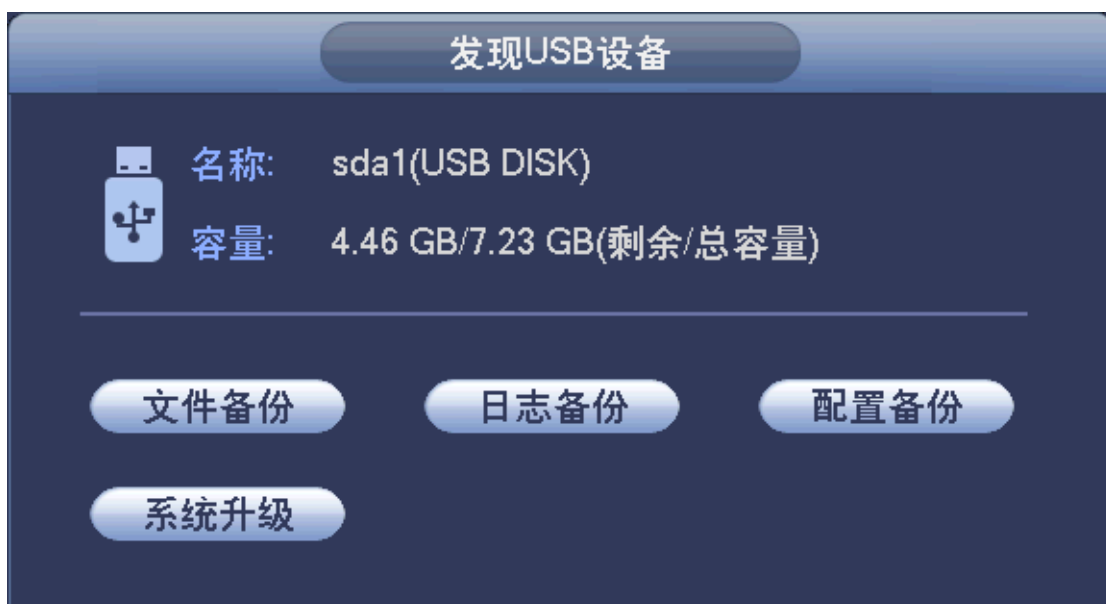 发现USB设备
名称: sda1(USB DISK)
容量: 4.46 GB/7.23 GB(剩余/总容量)
文件备份 日志备份 配置备份
系统升级